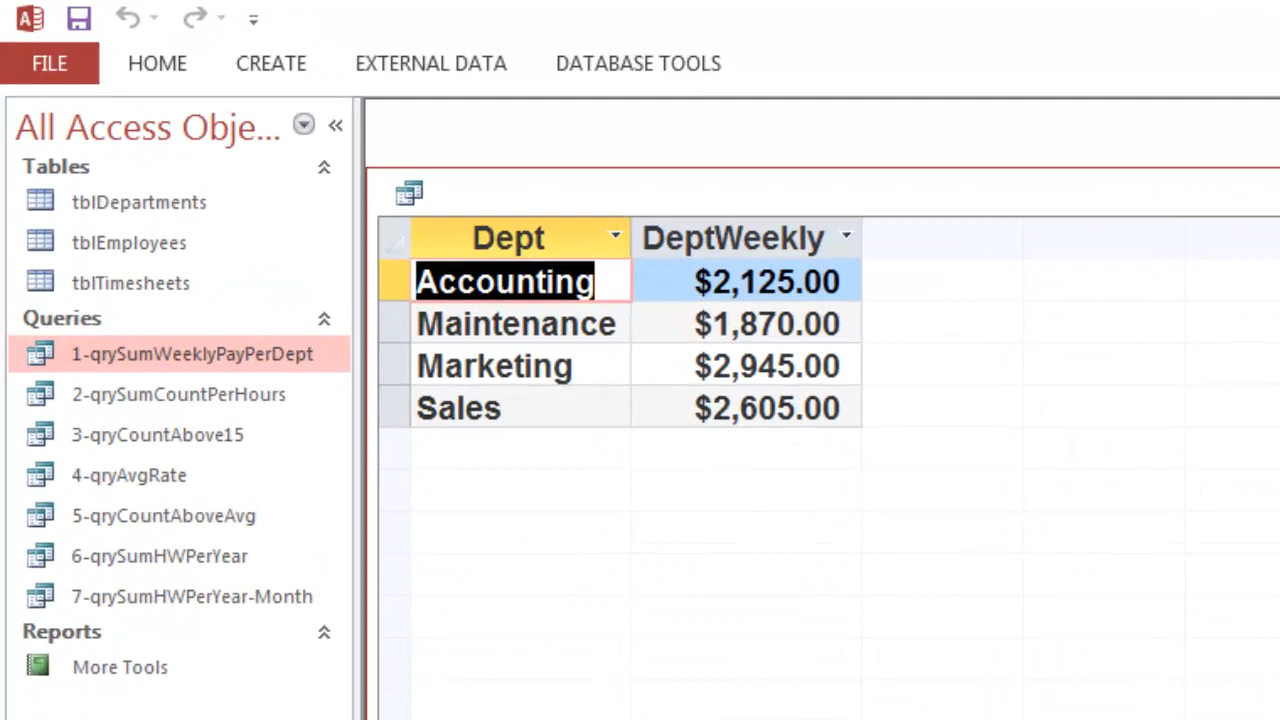 FILE HOME CREATE EXTERNAL DATA DATABASE TOOLS
All Access Obje...
Tables
tblDepartments
tblEmployees
tblTimesheets
Queries
1-qrySumWeeklyPayPerDept
2-qrySumCountPerHours
3-qryCountAbove15
4-qryAvgRate
5-qryCountAboveAvg
6-qrySumHWPerYear
7-qrySumHWPerYear-Month
Reports
More Tools
Dept DeptWeekly
Accounting $2,125.00
Maintenance $1,870.00
Marketing $2,945.00
Sales $2,605.00